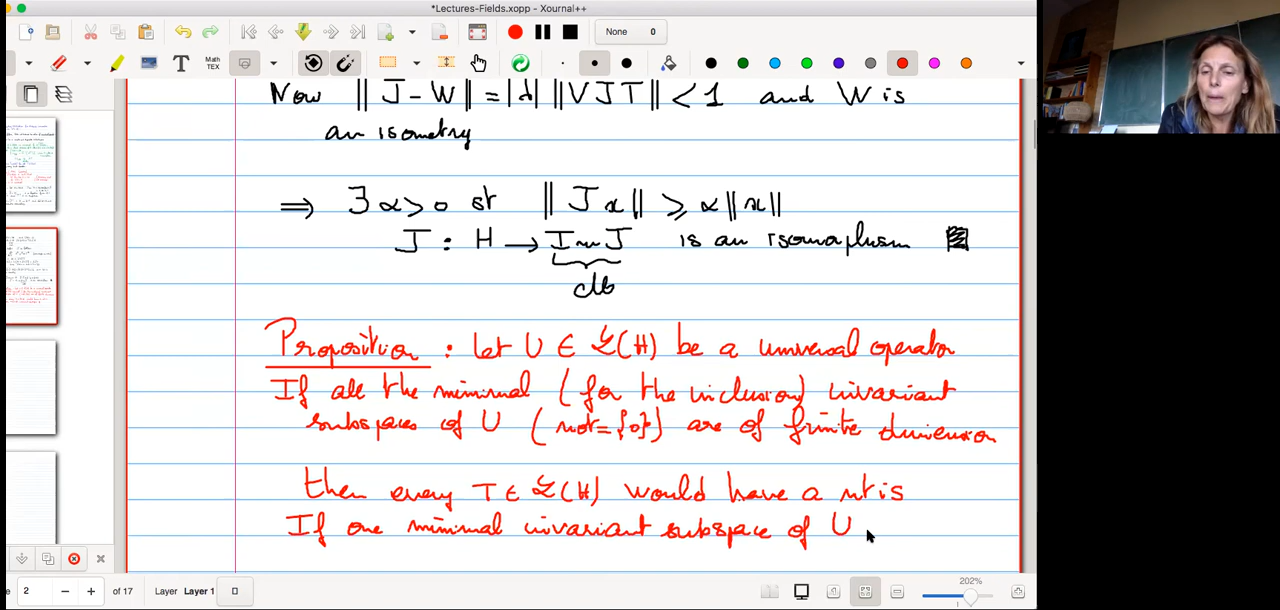 *Lectures-Fields.xopp - Xournal++
Math TEX
None 0
Now ‖ J - W ‖ = |λ| ‖VJT‖ < 1 and W is
an isometry
⟹ ∃ α > 0 st ‖ J x ‖ ⩾ α ‖x‖
J : H → Im J is an isomorphism
Proposition : Let U ∈ ℒ(H) be a universal operator
If all the minimal (for the inclusion) invariant
subspaces of U (not = {0}) are of finite dimension
then every T ∈ ℒ(H) would have a nt is
If one minimal invariant subspace of U
e 2 of 17 Layer Layer 1 202%